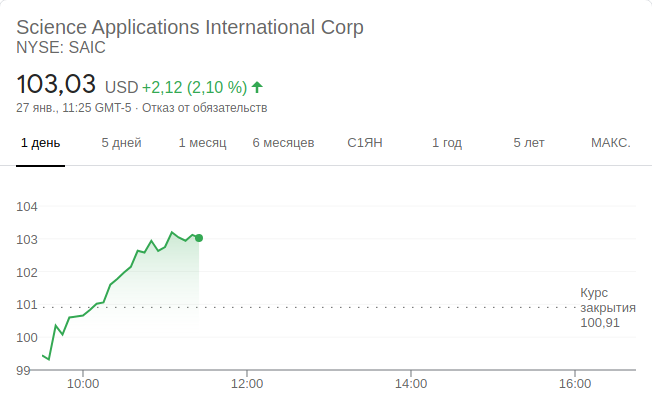 Science Applications International Corp
NYSE: SAIC
103,03 USD +2,12 (2,10 %)
27 янв., 11:25 GMT-5 · Отказ от обязательств
1 день 5 дней 1 месяц 6 месяцев С1ЯН 1 год 5 лет МАКС.
104
103
102
101
100
99
Курс
закрытия
100,91
10:00 12:00 14:00 16:00